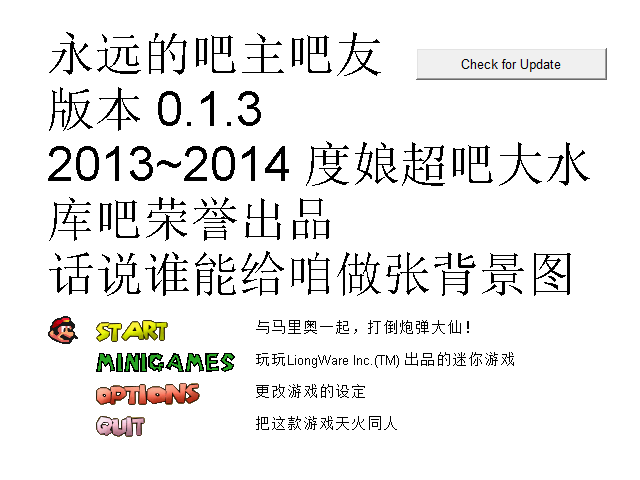 永远的吧主吧友
Check for Update
版本 0.1.3
2013~2014 度娘超吧大水
库吧荣誉出品
话说谁能给咱做张背景图
START 与马里奥一起，打倒炮弹大仙！
MINIGAMES 玩玩LiongWare Inc.(TM) 出品的迷你游戏
OPTIONS 更改游戏的设定
QUIT 把这款游戏天火同人